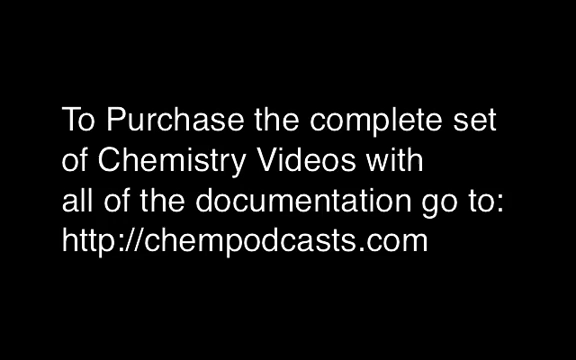 To Purchase the complete set
of Chemistry Videos with
all of the documentation go to:
http://chempodcasts.com